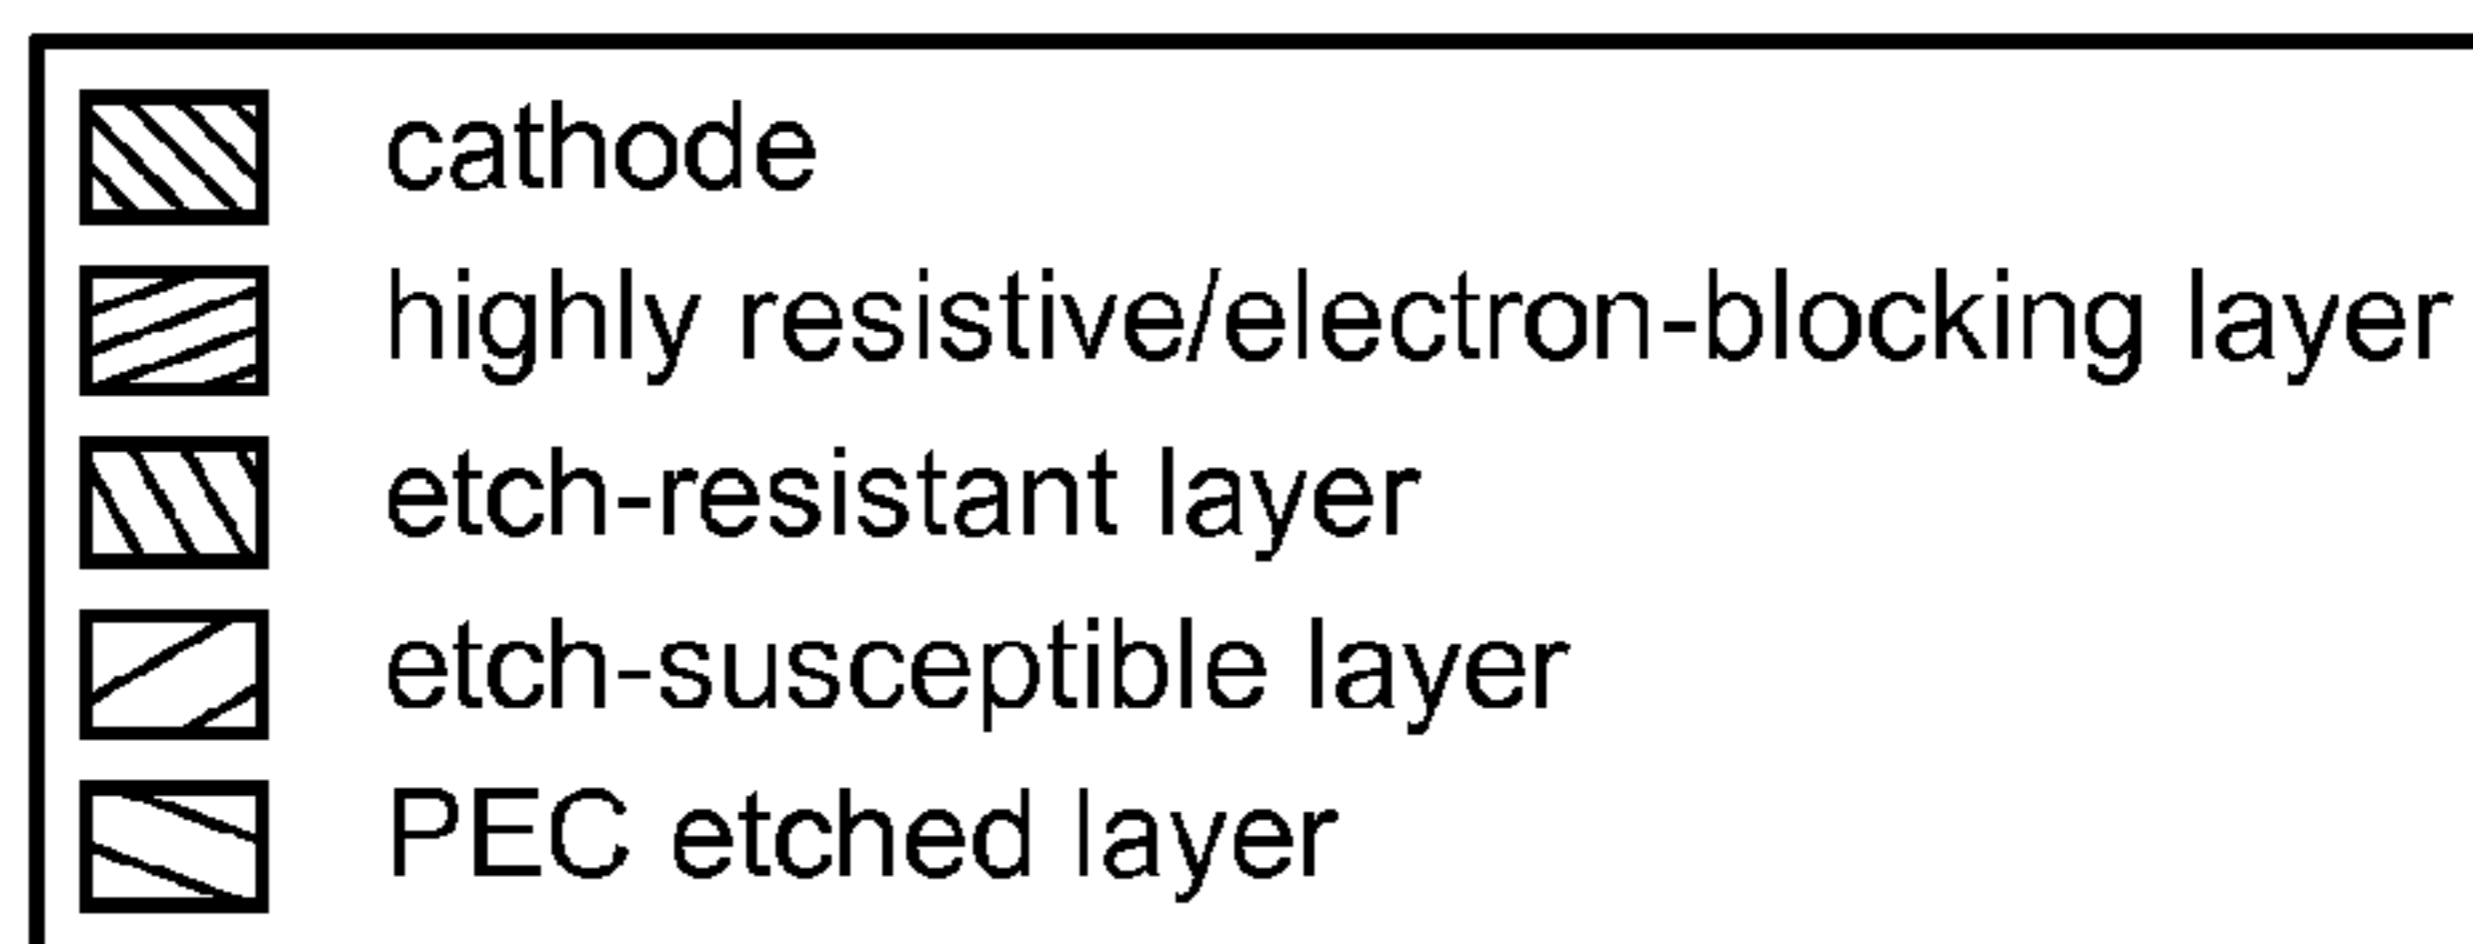 cathode
highly resistive/electron-blocking layer
etch-resistant layer
etch-susceptible layer
PEC etched layer